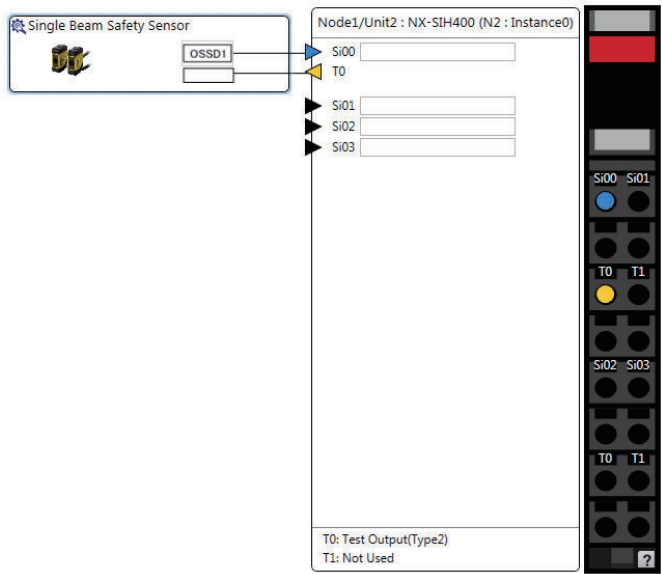 Single Beam Safety Sensor
OSSD1
Node1/Unit2 : NX-SIH400 (N2 : Instance0)
Si00
T0
Si01
Si02
Si03
T0: Test Output(Type2)
T1: Not Used
Si00 Si01
T0 T1
Si02 Si03
T0 T1
?